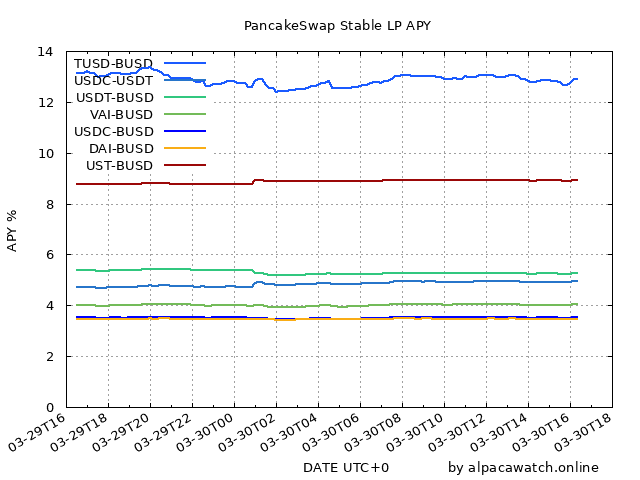 PancakeSwap Stable LP APY
14
12
10
8
6
4
2
0
APY %
TUSD-BUSD
USDC-USDT
USDT-BUSD
VAI-BUSD
USDC-BUSD
DAI-BUSD
UST-BUSD
03-29T16
03-29T18
03-29T20
03-29T22
03-30T00
03-30T02
03-30T04
03-30T06
03-30T08
03-30T10
03-30T12
03-30T14
03-30T16
03-30T18
DATE UTC+0
by alpacawatch.online